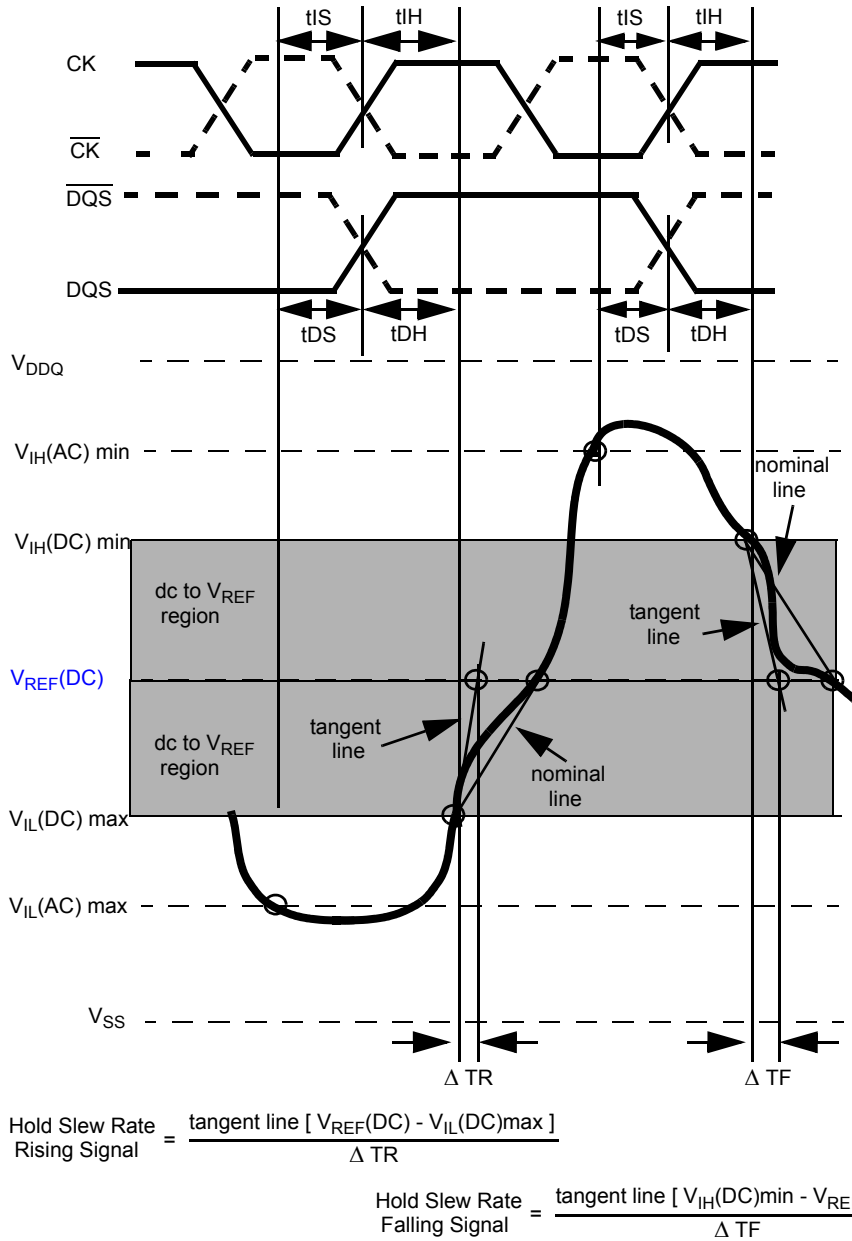 tIS tIH tIS tIH
CK
CK
DQS
DQS
tDS tDH tDS tDH
VDDQ
VIH(AC) min
nominal
line
VIH(DC) min
dc to VREF
region
tangent
line
VREF(DC)
tangent
line
dc to VREF
region
nominal
line
VIL(DC) max
VIL(AC) max
VSS
Δ TR Δ TF
Hold Slew Rate
Rising Signal = tangent line [ VREF(DC) - VIL(DC)max ]
Δ TR
Hold Slew Rate
Falling Signal = tangent line [ VIH(DC)min - VRE
Δ TF